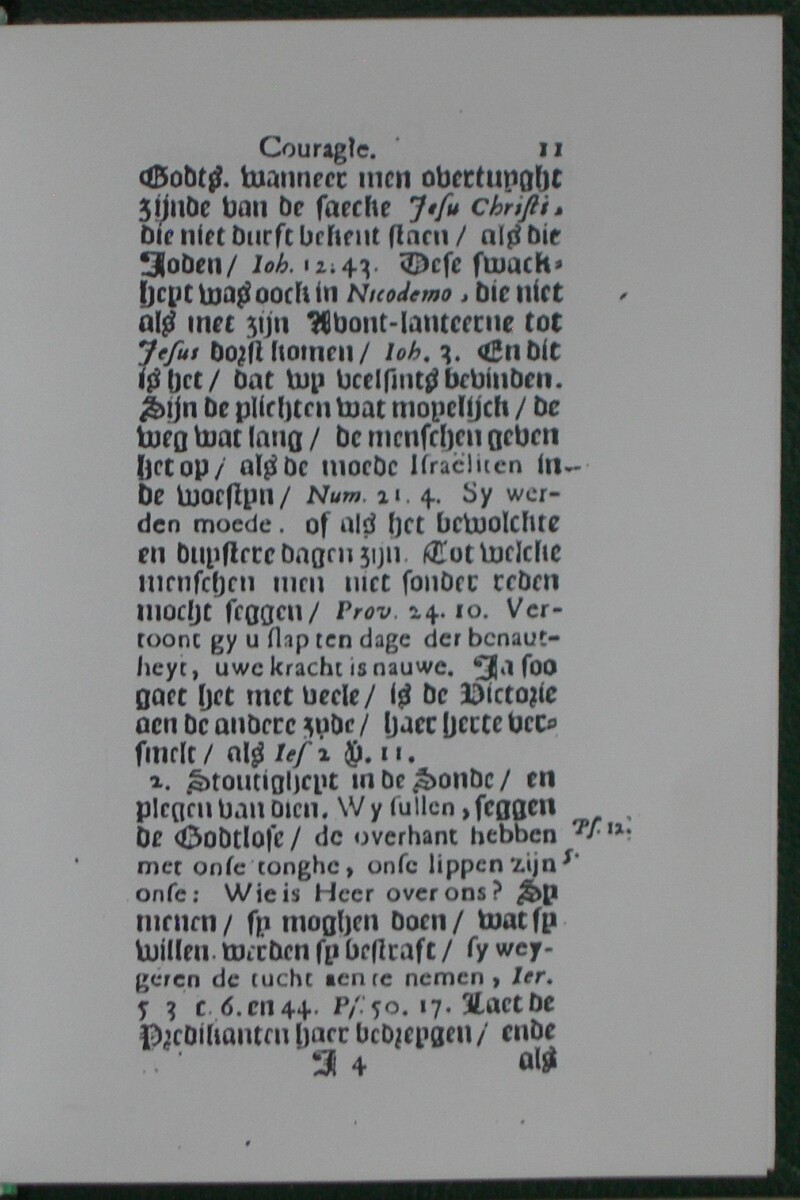 Couragie. 11
Godts. wanneer men overtuyght
zijnde van de saecke Jesu Christi,
die niet durft bekent staen / als die
Joden / Ioh. 12. 43. Dese swack-
heyt was oock in Nicodemo, die niet
als met zijn Avont-lanteerne tot
Jesus dorst komen / Ioh. 3. En dit
is het / dat wy veelsints bevinden.
Sijn de plichten wat moyelijck / de
weg wat lang / de menschen geven
het op / als de moede Israëliten in
de woestyn / Num. 21. 4. Sy wer-
den moede. of als het bewolckte
en duystere dagen zijn. Tot welcke
menschen men niet sonder reden
mocht seggen / Prov. 24. 10. Ver-
toont gy u slap ten dage der benaut-
heyt, uwe kracht is nauwe. Ja soo
gaet het met veele / is de Victorie
aen de andere zyde / haer herte ver-
smelt / als Ies 2 ℣. 11.
2. Stoutigheyt in de Sonde / en
plegen van dien. Wy sullen, seggen
de Godtlose / de overhant hebben Ps. 12.
met onse tonghe, onse lippen zijn 5.
onse: Wie is Heer over ons? Sy
menen / sy moghen doen / wat sy
willen. werden sy bestraft / sy wey-
geren de tucht aen te nemen, Ier.
5 3 c. 6. en 44. Ps. 50. 17. Laet de
Predikanten haer bedreygen / ende
I 4 als